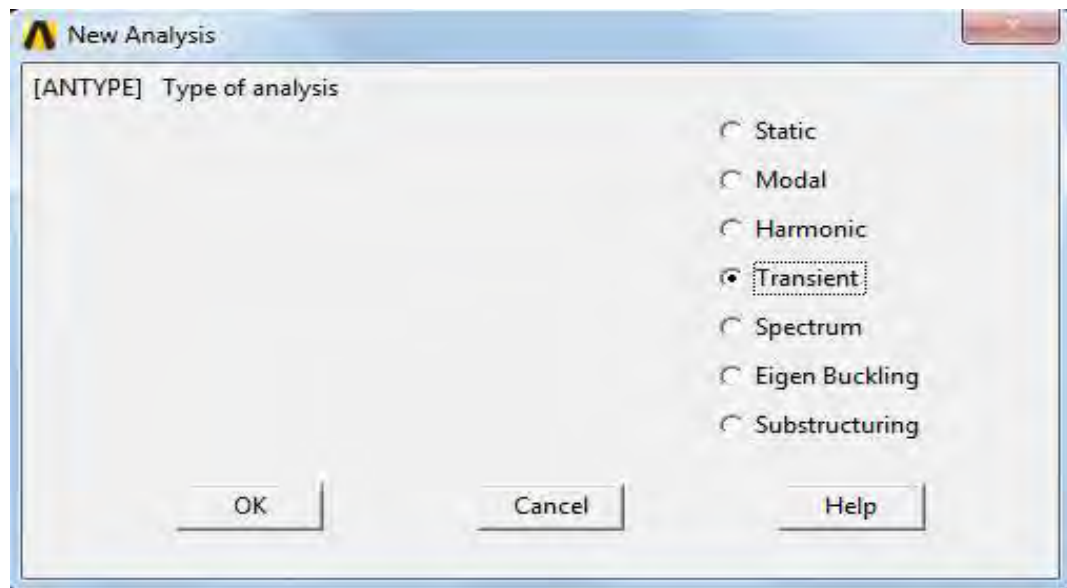 New Analysis
[ANTYPE] Type of analysis
Static
Modal
Harmonic
Transient
Spectrum
Eigen Buckling
Substructuring
OK Cancel Help